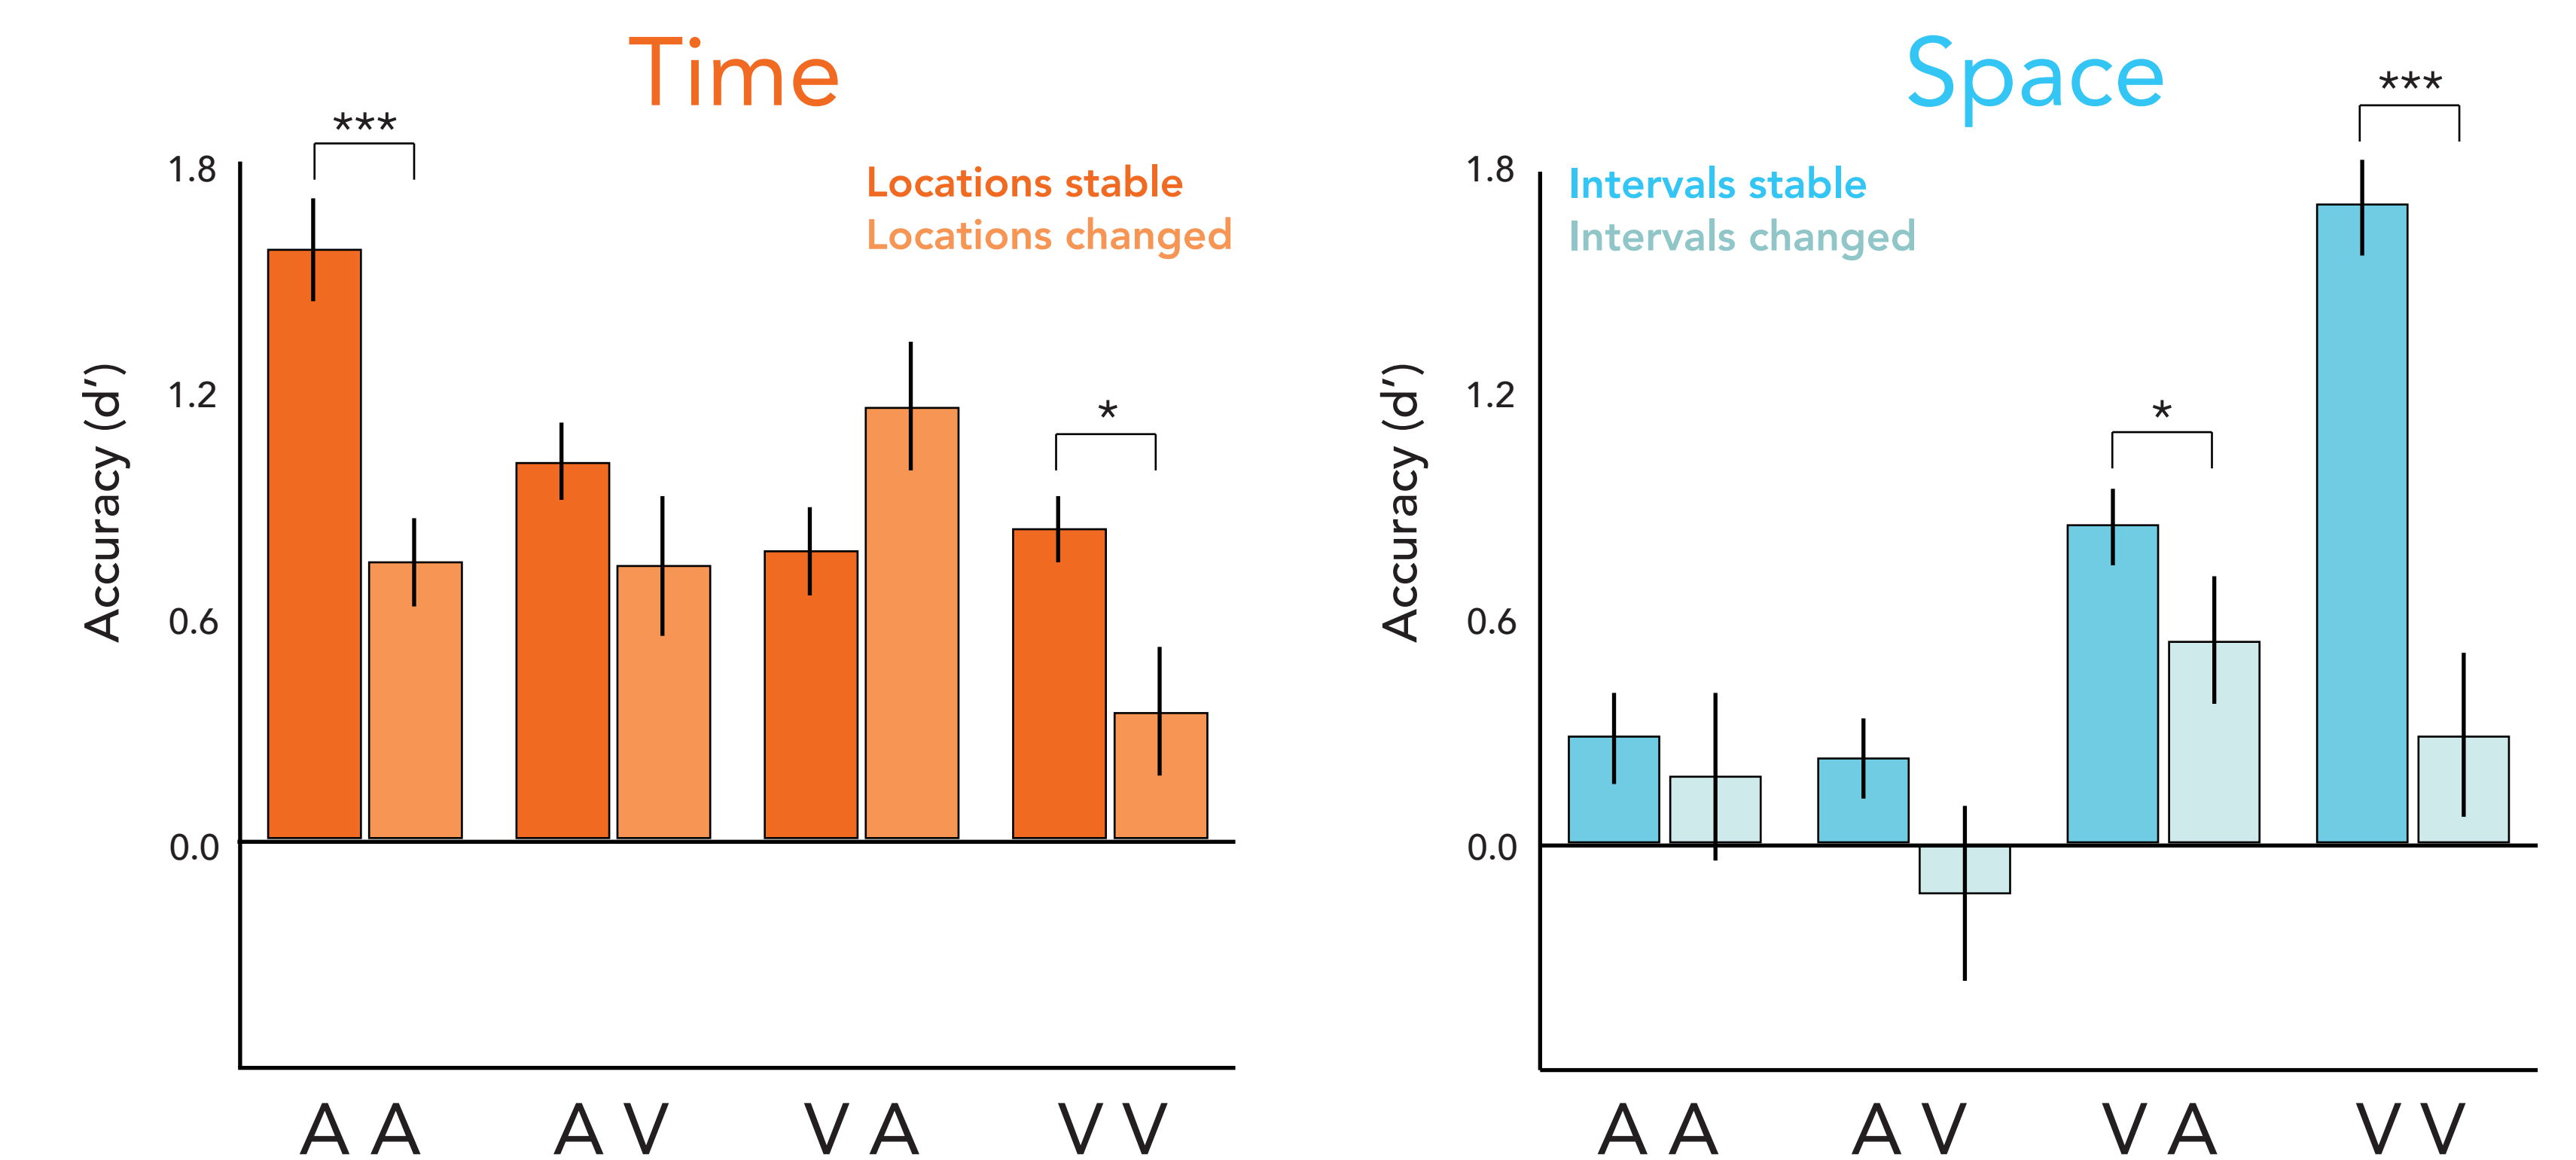 Time
***
Locations stable
Locations changed
*
Accuracy (d')
1.8
1.2
0.6
0.0
A A
A V
V A
V V
Space
***
Intervals stable
Intervals changed
*
Accuracy (d')
1.8
1.2
0.6
0.0
A A
A V
V A
V V